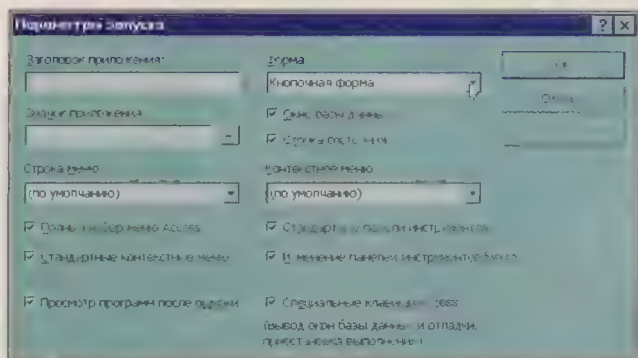 Параметры запуска
Заголовок приложения:
Форма
Кнопочная форма
Значок приложения
Окно базы данных
Строка состояния
Строка меню
Контекстное меню
(по умолчанию)
(по умолчанию)
Полный набор меню Access
Стандартные панели инструментов
Стандартные контекстные меню
Изменение панелей инструментов
Просмотр программ после ошибки
Специальные клавиши Access
(вывод окон базы данных и отладки,
приостановка выполнения)